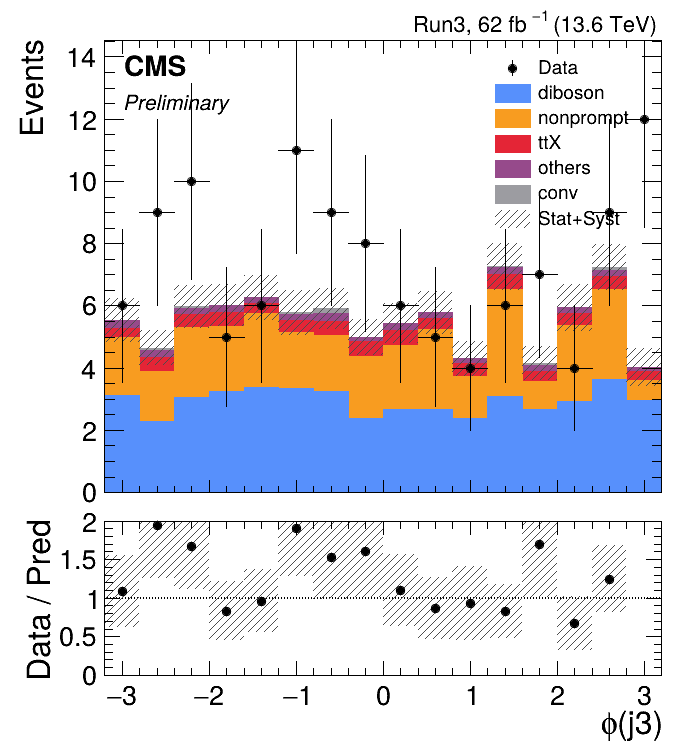 Run3, 62 fb⁻¹ (13.6 TeV)
Events
14
12
10
8
6
4
2
0
CMS
Preliminary
Data
diboson
nonprompt
ttX
others
conv
Stat+Syst
Data / Pred
2
1.5
1
0.5
0
−3
−2
−1
0
1
2
3
ϕ(j3)